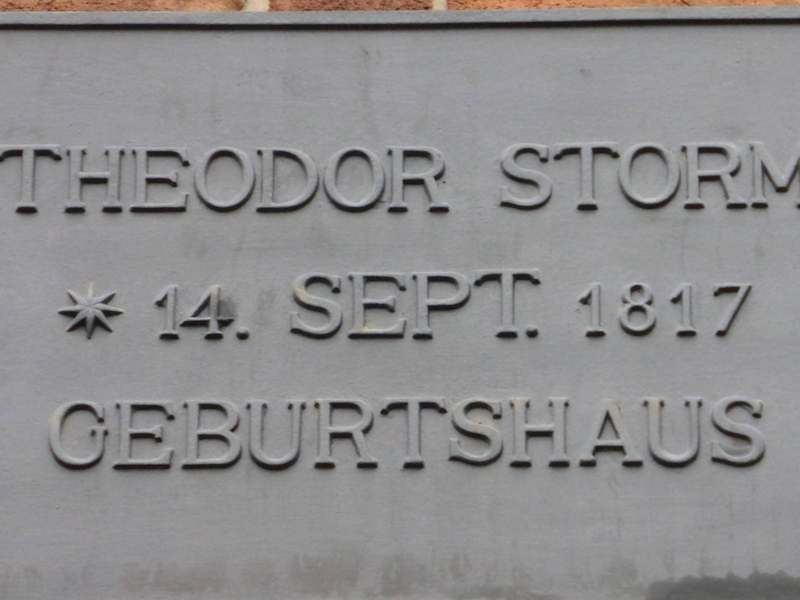 THEODOR STORM
* 14. SEPT. 1817
GEBURTSHAUS